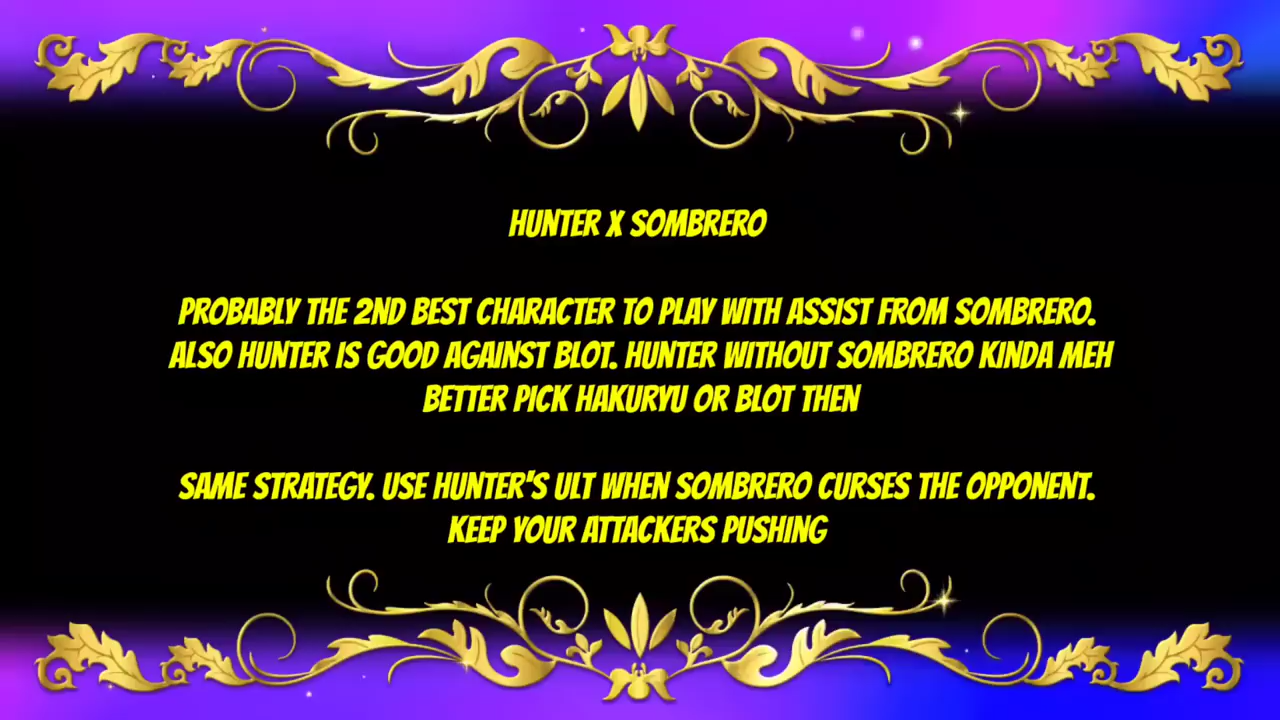 HUNTER X SOMBRERO
PROBABLY THE 2ND BEST CHARACTER TO PLAY WITH ASSIST FROM SOMBRERO.
ALSO HUNTER IS GOOD AGAINST BLOT. HUNTER WITHOUT SOMBRERO KINDA MEH
BETTER PICK HAKURYU OR BLOT THEN
SAME STRATEGY. USE HUNTER'S ULT WHEN SOMBRERO CURSES THE OPPONENT.
KEEP YOUR ATTACKERS PUSHING